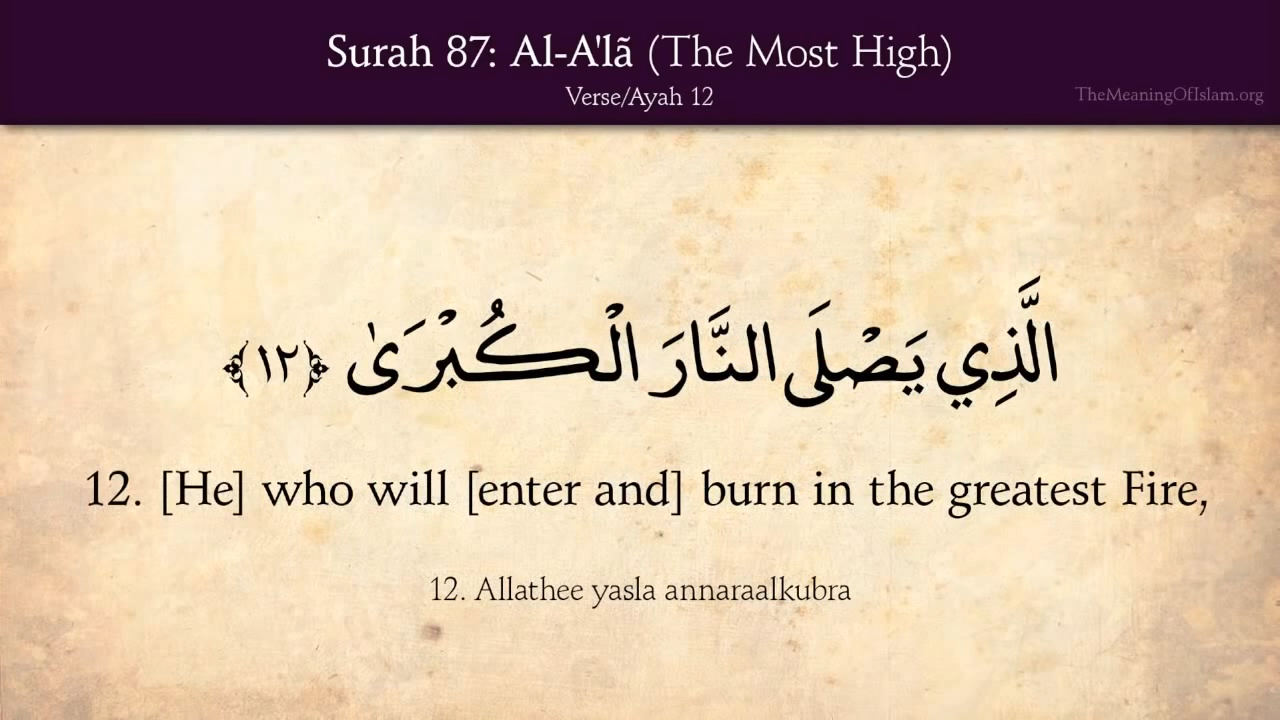 Surah 87: Al-A'lã (The Most High)
Verse/Ayah 12
TheMeaningOfIslam.org
الَّذِي يَصْلَى النَّارَ الْكُبْرَىٰ ﴿١٢﴾
12. [He] who will [enter and] burn in the greatest Fire,
12. Allathee yasla annaraalkubra